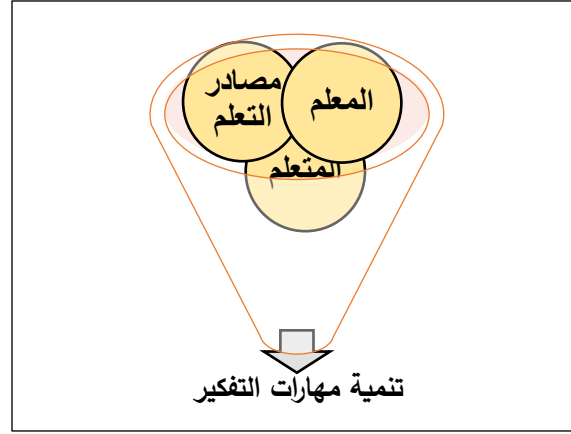 مصادر
التعلم
المعلم
المتعلم
تنمية مهارات التفكير